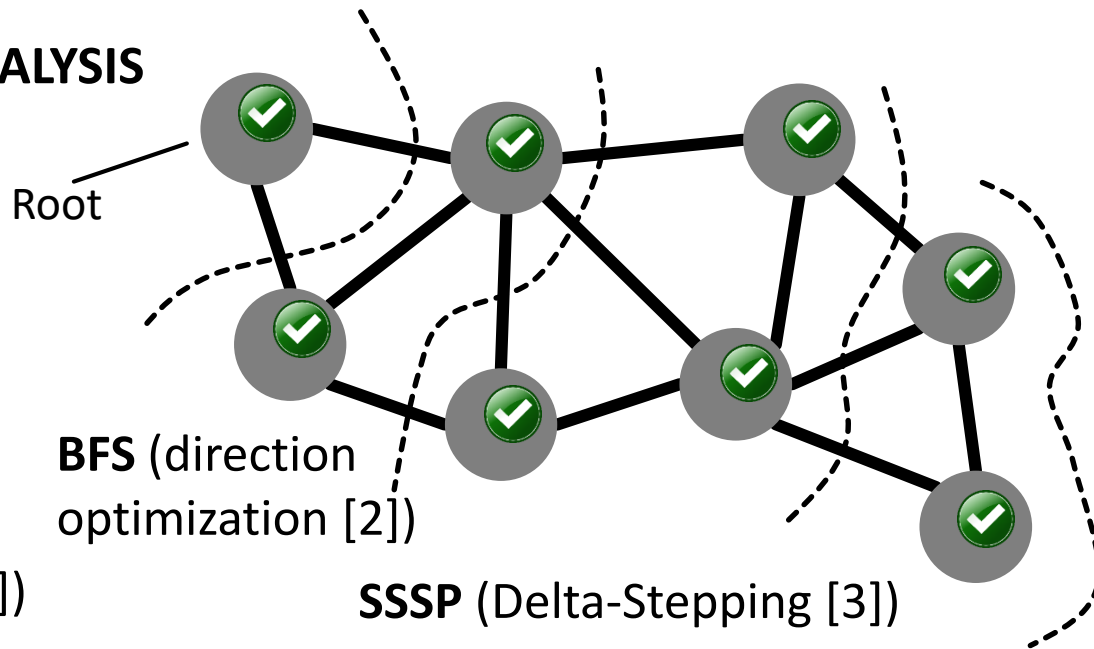 ALYSIS
Root
BFS (direction
optimization [2])
])
SSSP (Delta-Stepping [3])